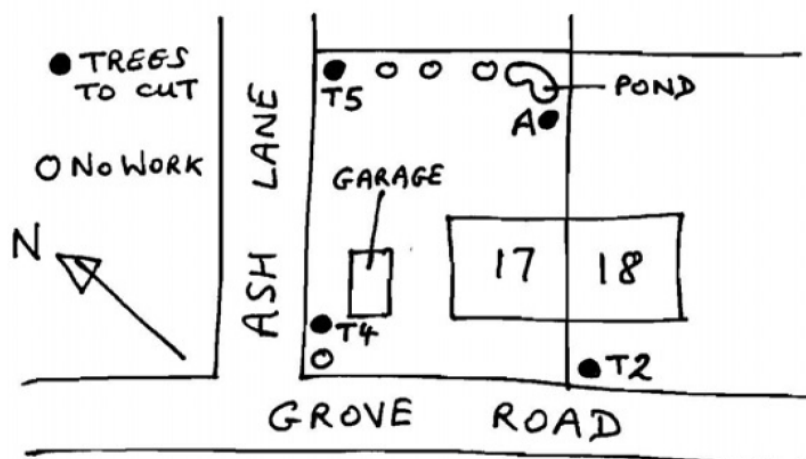 TREES
TO CUT
NO WORK
N
ASH LANE
T5
POND
A
GARAGE
17
18
T4
T2
GROVE ROAD